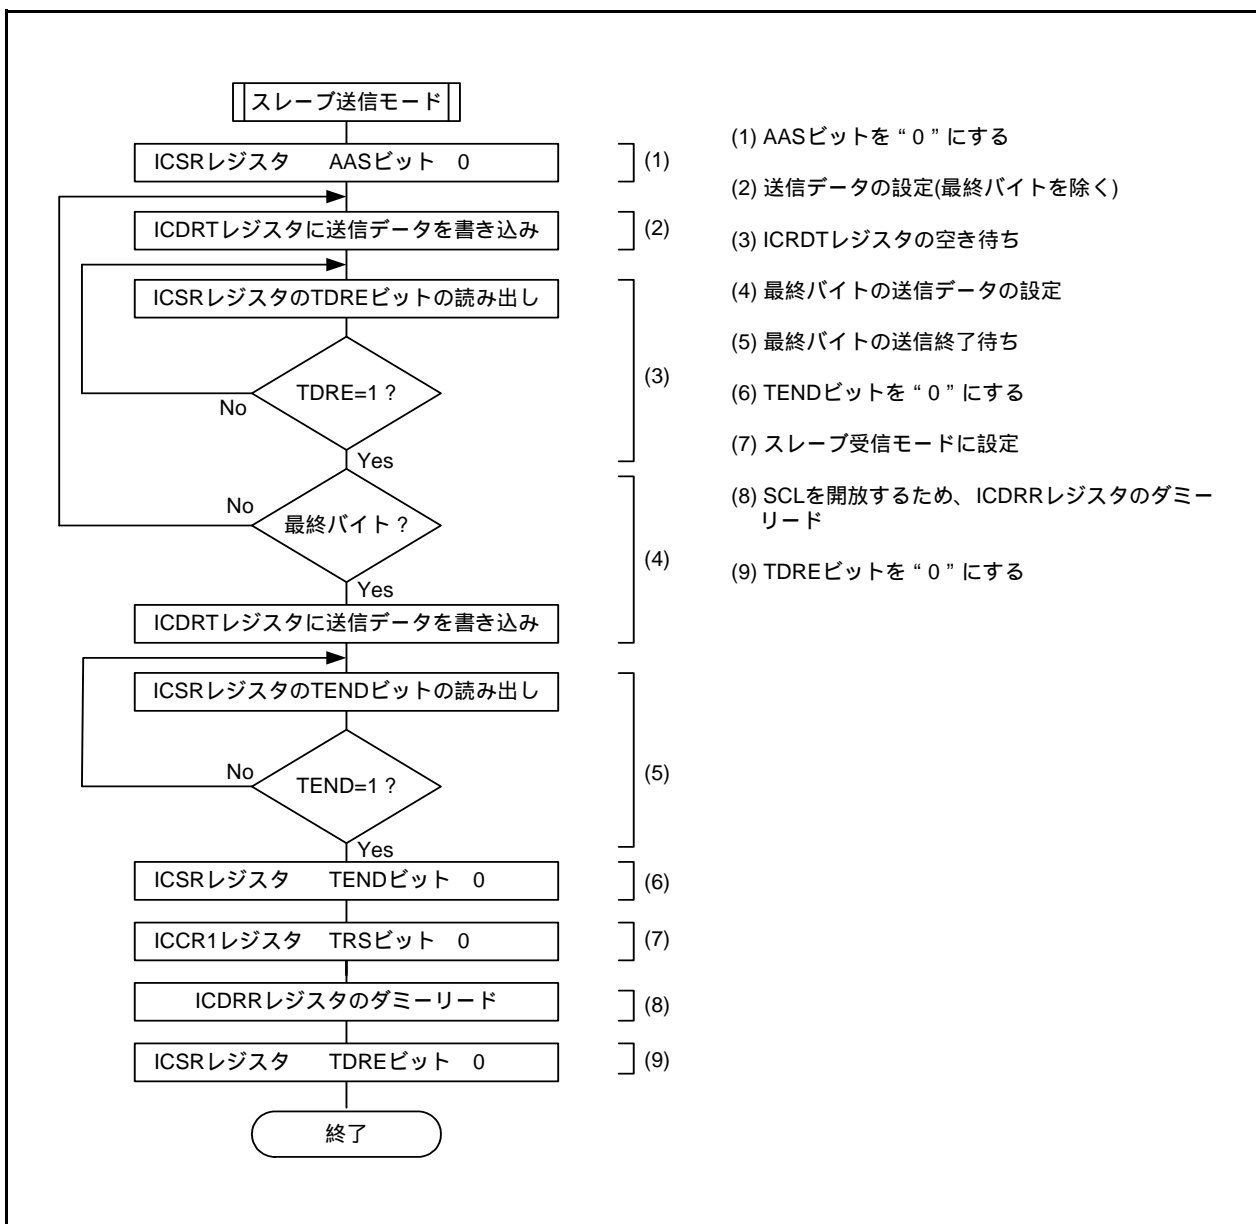 スレーブ送信モード
ICSRレジスタ AASビット 0
(1)
ICDRTレジスタに送信データを書き込み
(2)
ICSRレジスタのTDREビットの読み出し
TDRE=1 ?
No
Yes
(3)
最終バイト ?
No
Yes
ICDRTレジスタに送信データを書き込み
(4)
ICSRレジスタのTENDビットの読み出し
TEND=1 ?
No
Yes
(5)
ICSRレジスタ TENDビット 0
(6)
ICCR1レジスタ TRSビット 0
(7)
ICDRRレジスタのダミーリード
(8)
ICSRレジスタ TDREビット 0
(9)
終了
(1) AASビットを “ 0 ” にする
(2) 送信データの設定(最終バイトを除く)
(3) ICRDTレジスタの空き待ち
(4) 最終バイトの送信データの設定
(5) 最終バイトの送信終了待ち
(6) TENDビットを “ 0 ” にする
(7) スレーブ受信モードに設定
(8) SCLを開放するため、ICDRRレジスタのダミー
リード
(9) TDREビットを “ 0 ” にする